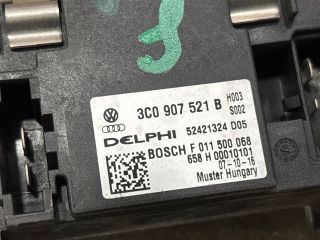 3C0 907 521 B H003
S002
DELPHI 52421324 D05
BOSCH F 011 500 068
658 H 00010101
07-10-16
Muster Hungary